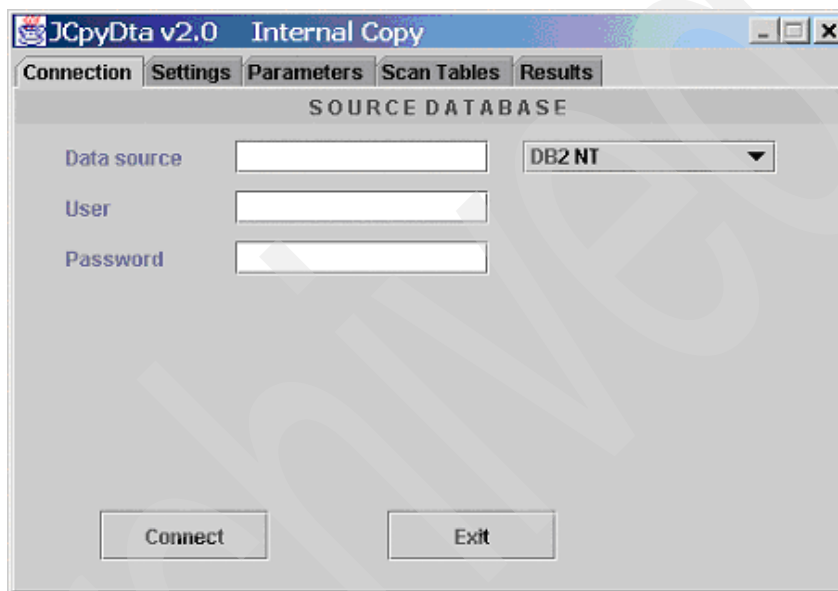 JCpyDta v2.0 Internal Copy
Connection Settings Parameters Scan Tables Results
SOURCE DATABASE
Data source DB2 NT
User
Password
Connect Exit